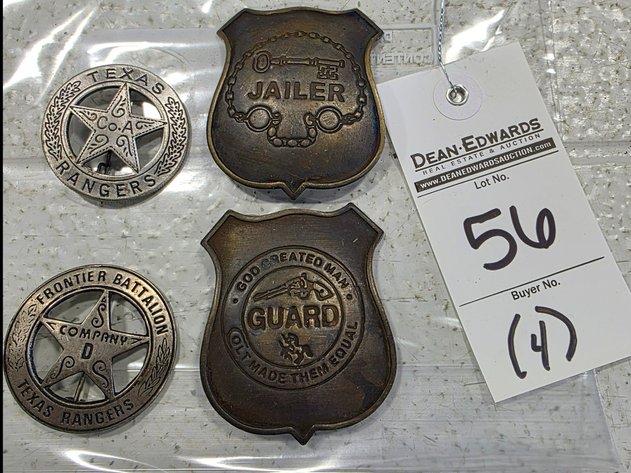 TEXAS
Co. A
RANGERS
JAILER
FRONTIER BATTALION
COMPANY
D
TEXAS RANGERS
GOD CREATED MAN
GUARD
COLT MADE THEM EQUAL
DEAN-EDWARDS
REAL ESTATE & AUCTION
WWW.DEANEDWARDSAUCTION.COM
Lot No.
56
Buyer No.
(4)